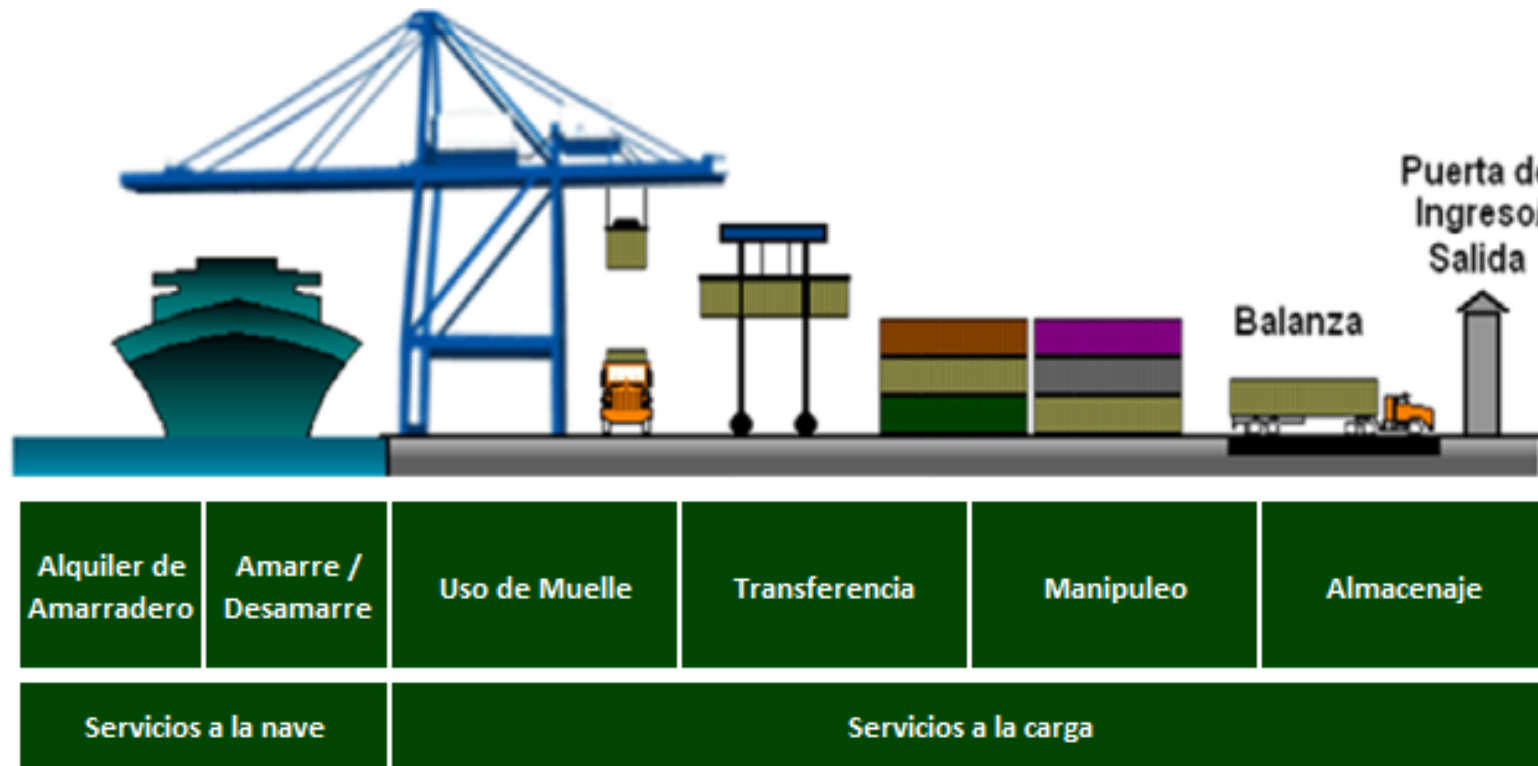 Puerta de
Ingreso/
Salida
Balanza
Alquiler de
Amarradero
Amarre /
Desamarre
Uso de Muelle
Transferencia
Manipuleo
Almacenaje
Servicios a la nave
Servicios a la carga